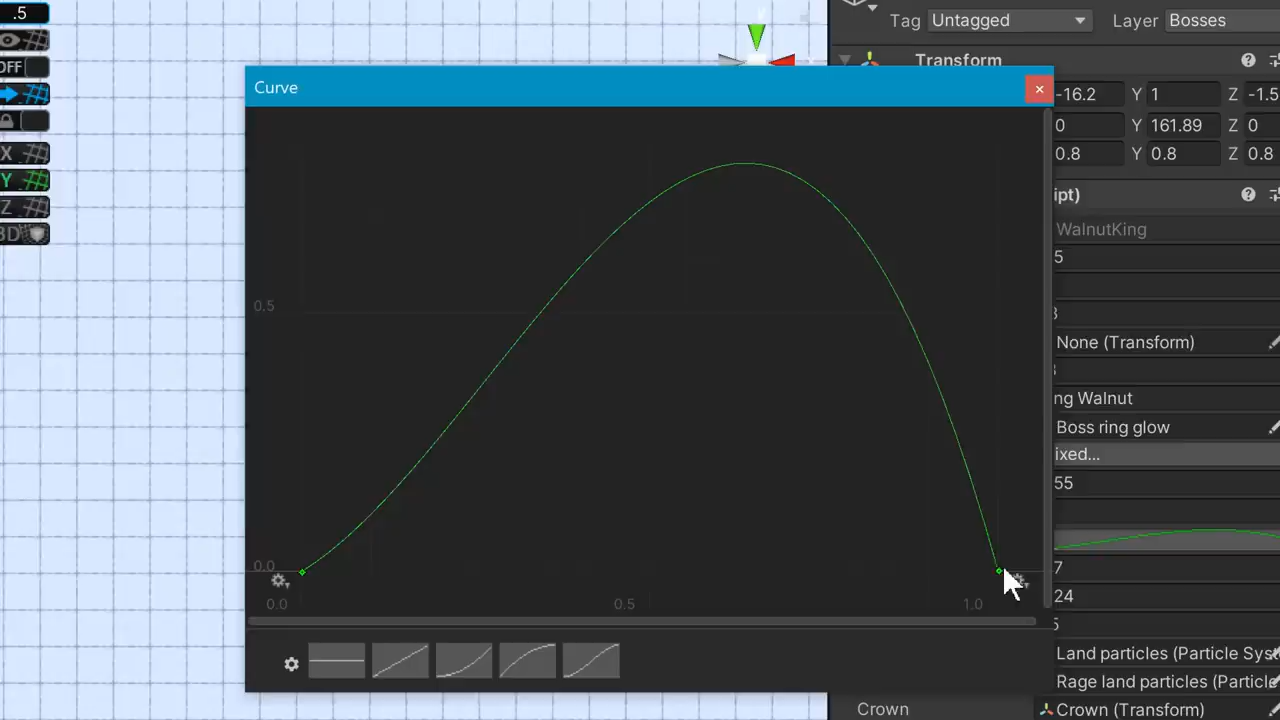 .5
Tag Untagged Layer Bosses
OFF
Transform
Curve
-16.2 Y 1 Z -1.5
0 Y 161.89 Z 0
X
0.8 Y 0.8 Z 0.8
Y
ipt)
Z
WalnutKing
3D
5
0.5
3
None (Transform)
ng Walnut
Boss ring glow
ixed...
55
0.0
7
0.0 0.5 1.0
24
5
Land particles (Particle Syst
Rage land particles (Particle
Crown Crown (Transform)